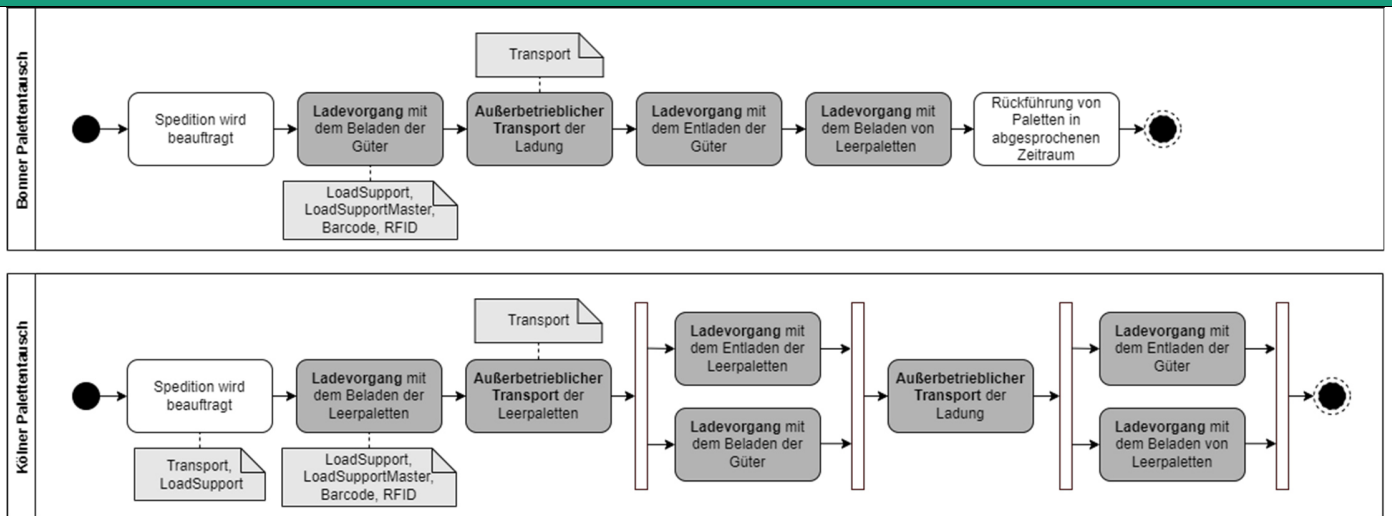 Bonner Palettentausch
Transport
Spedition wird
beauftragt
Ladevorgang mit
dem Beladen der
Güter
Außerbetrieblicher
Transport der
Ladung
Ladevorgang mit
dem Entladen der
Güter
Ladevorgang mit
dem Beladen von
Leerpaletten
Rückführung von
Paletten in
abgesprochenen
Zeitraum
LoadSupport,
LoadSupportMaster,
Barcode, RFID
Kölner Palettentausch
Transport
Spedition wird
beauftragt
Ladevorgang mit
dem Beladen der
Leerpaletten
Außerbetrieblicher
Transport der
Leerpaletten
Ladevorgang mit
dem Entladen der
Leerpaletten
Ladevorgang mit
dem Beladen der
Güter
Außerbetrieblicher
Transport der
Ladung
Ladevorgang mit
dem Entladen der
Güter
Ladevorgang mit
dem Beladen von
Leerpaletten
Transport,
LoadSupport
LoadSupport,
LoadSupportMaster,
Barcode, RFID